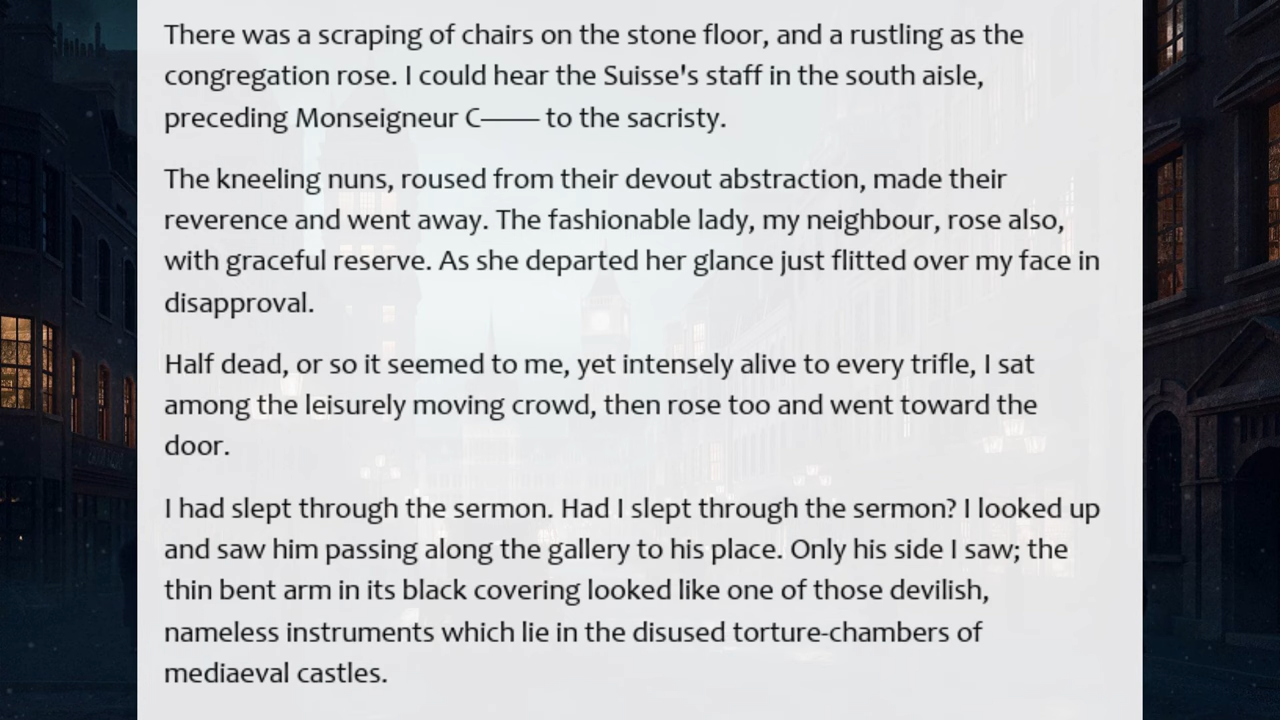 There was a scraping of chairs on the stone floor, and a rustling as the
congregation rose. I could hear the Suisse's staff in the south aisle,
preceding Monseigneur C—— to the sacristy.
The kneeling nuns, roused from their devout abstraction, made their
reverence and went away. The fashionable lady, my neighbour, rose also,
with graceful reserve. As she departed her glance just flitted over my face in
disapproval.
Half dead, or so it seemed to me, yet intensely alive to every trifle, I sat
among the leisurely moving crowd, then rose too and went toward the
door.
I had slept through the sermon. Had I slept through the sermon? I looked up
and saw him passing along the gallery to his place. Only his side I saw; the
thin bent arm in its black covering looked like one of those devilish,
nameless instruments which lie in the disused torture-chambers of
mediaeval castles.